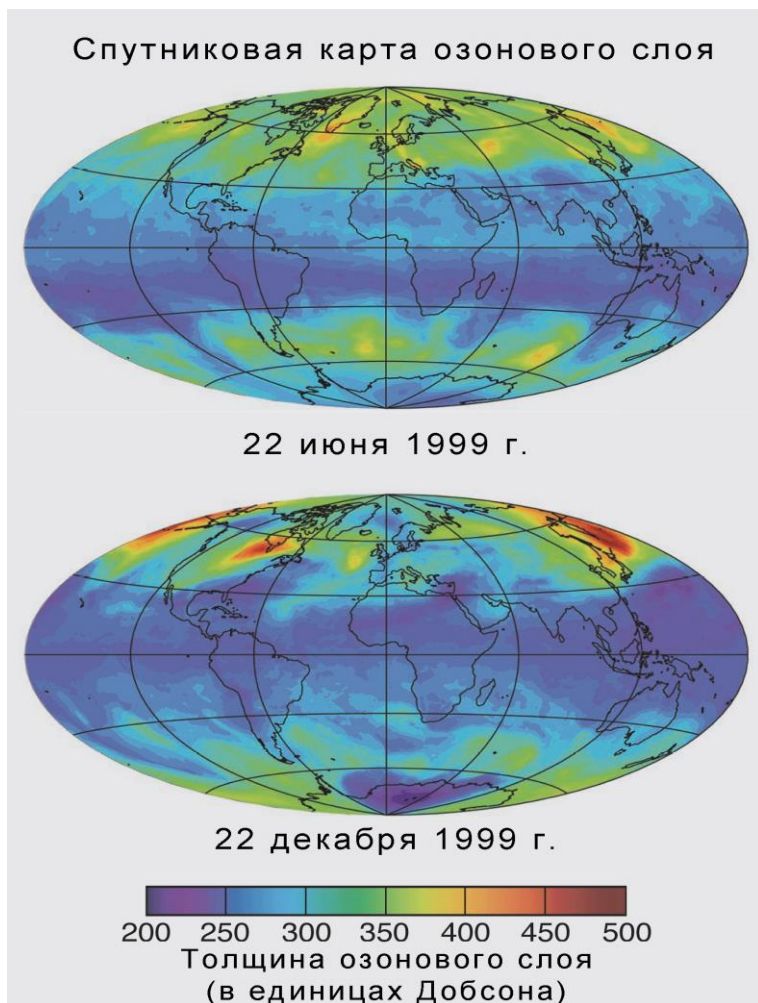 Спутниковая карта озонового слоя
22 июня 1999 г.
22 декабря 1999 г.
200 250 300 350 400 450 500
Толщина озонового слоя
(в единицах Добсона)